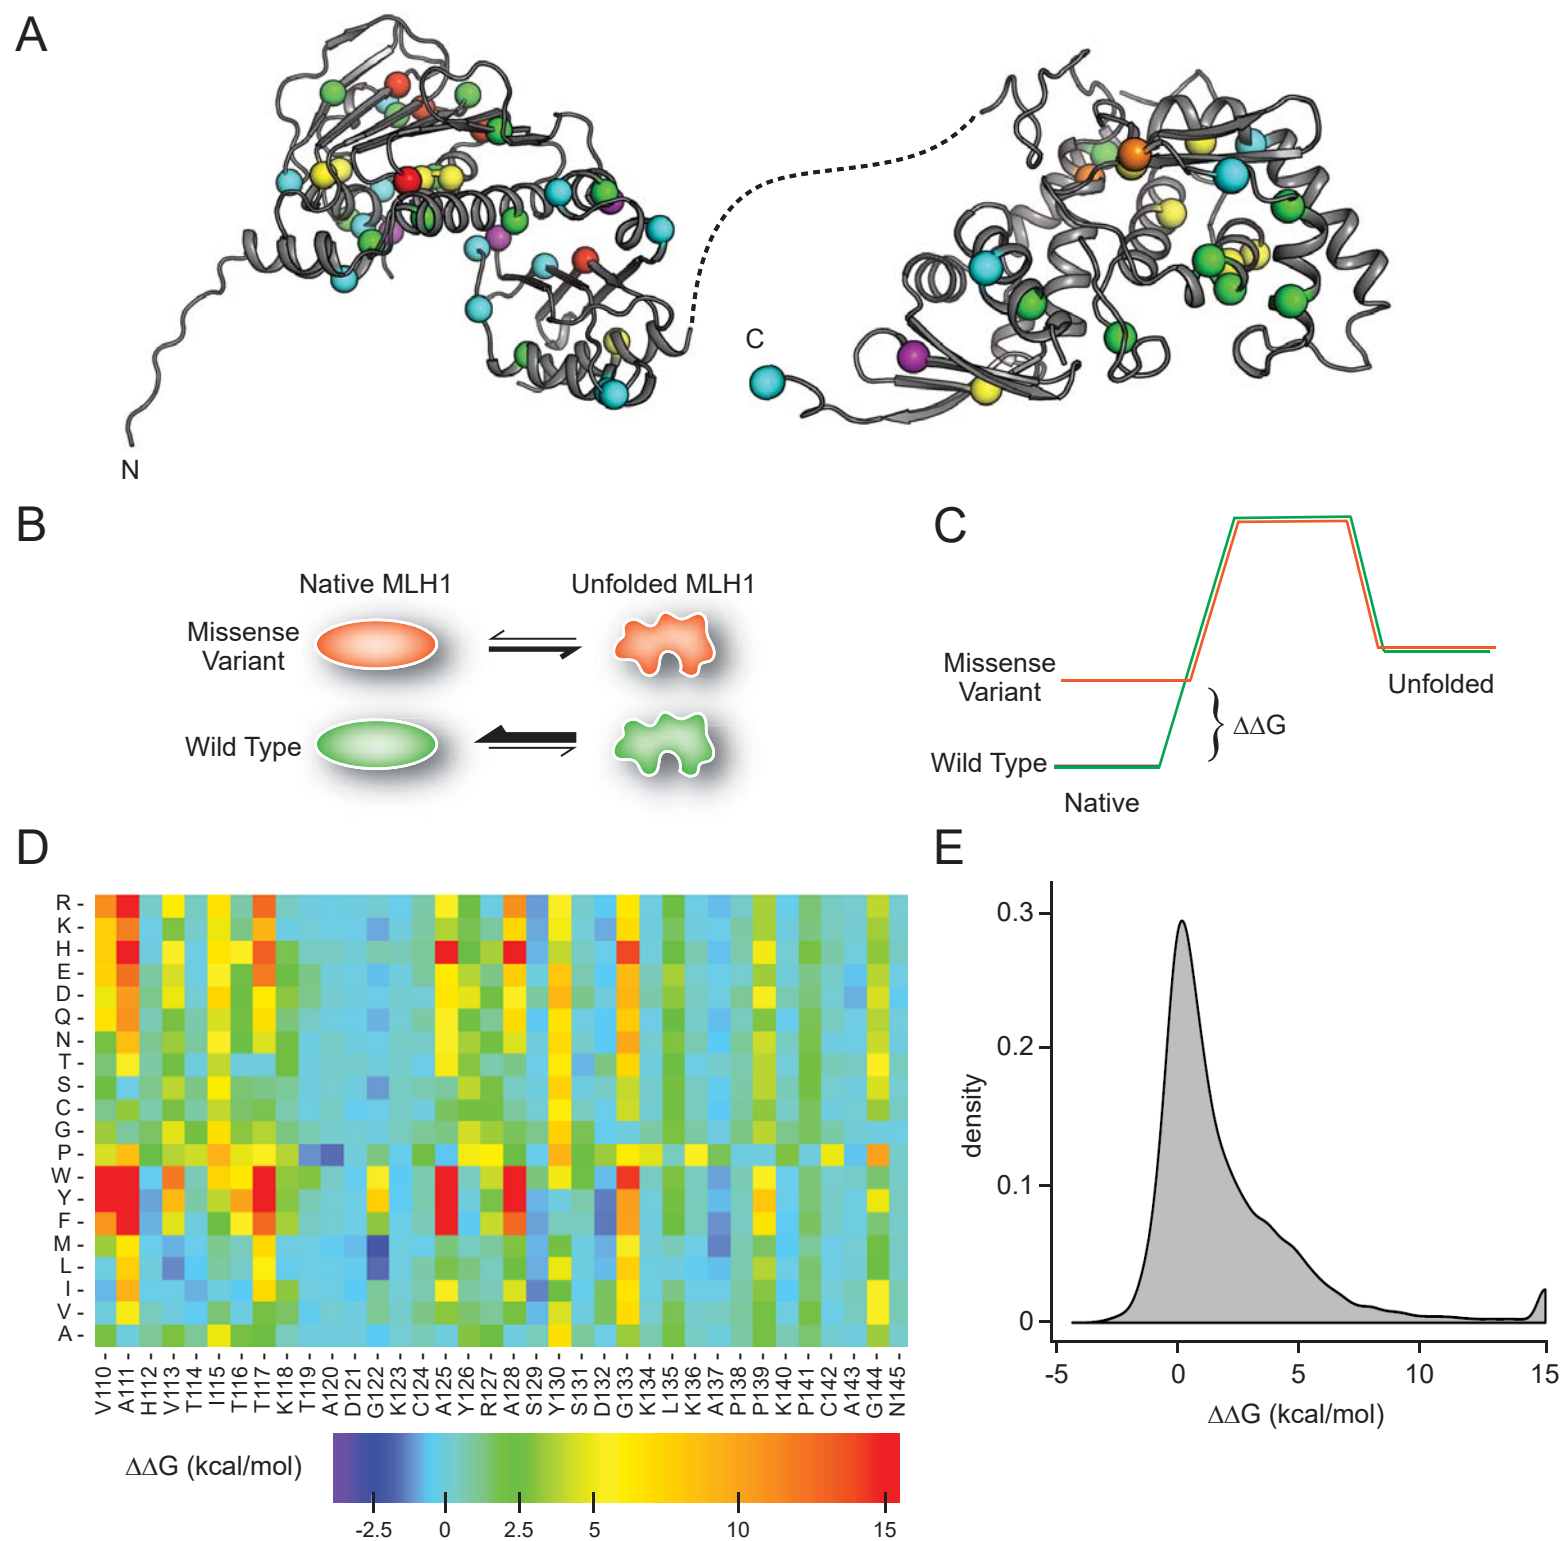 A
N
C
B
Native MLH1
Unfolded MLH1
Missense
Variant
Wild Type
C
Missense
Variant
Wild Type
Native
ΔΔG
Unfolded
D
R -
K -
H -
E -
D -
Q -
N -
T -
S -
C -
G -
P -
W -
Y -
F -
M -
L -
I -
V -
A -
V110 -
A111 -
H112 -
V113 -
T114 -
I115 -
T116 -
T117 -
K118 -
T119 -
A120 -
D121 -
G122 -
K123 -
C124 -
A125 -
Y126 -
R127 -
A128 -
S129 -
Y130 -
S131 -
D132 -
G133 -
K134 -
L135 -
K136 -
A137 -
P138 -
P139 -
K140 -
P141 -
C142 -
A143 -
G144 -
N145 -
ΔΔG (kcal/mol)
-2.5 0 2.5 5 10 15
E
density
0.3
0.2
0.1
0
-5 0 5 10 15
ΔΔG (kcal/mol)